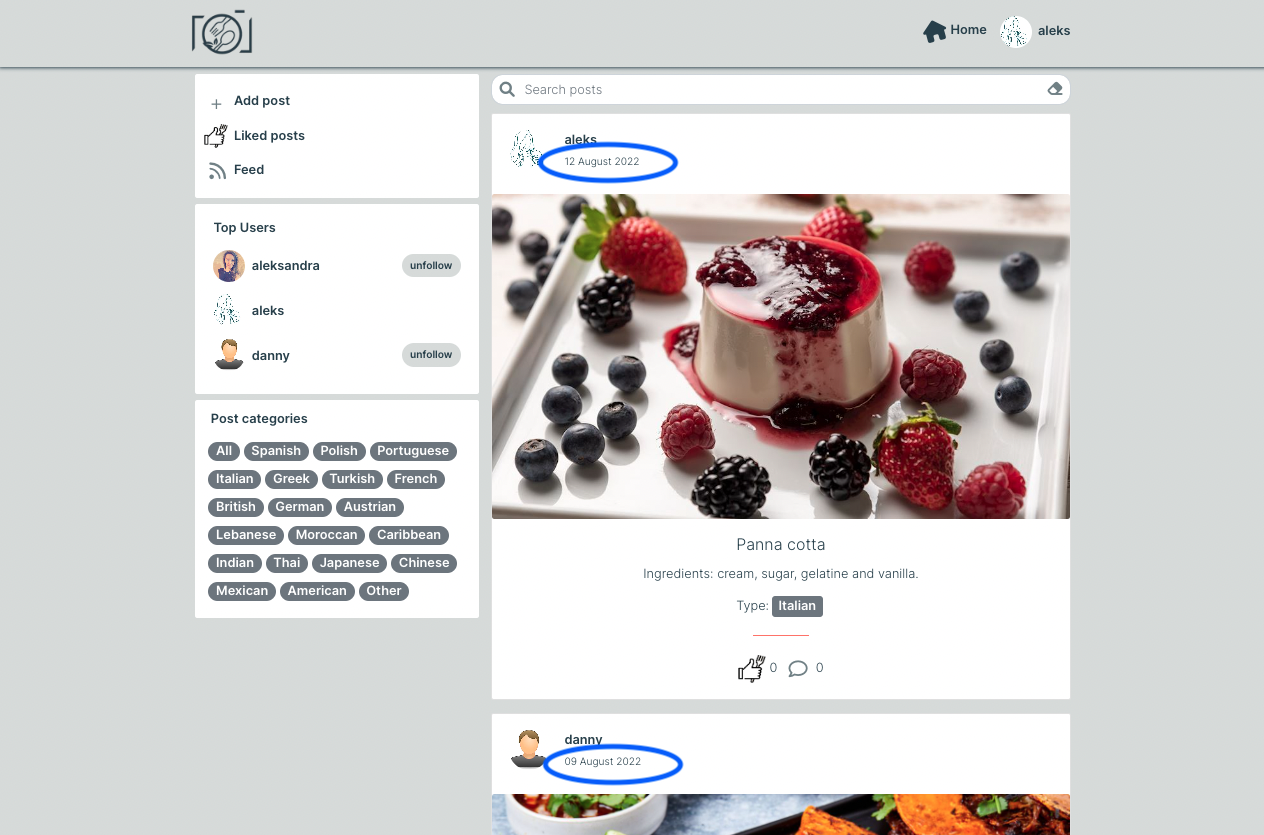 Home aleks
Add post
Liked posts
Feed
Top Users
aleksandra unfollow
aleks
danny unfollow
Post categories
All Spanish Polish Portuguese
Italian Greek Turkish French
British German Austrian
Lebanese Moroccan Caribbean
Indian Thai Japanese Chinese
Mexican American Other
Search posts
aleks
12 August 2022
Panna cotta
Ingredients: cream, sugar, gelatine and vanilla.
Type: Italian
0 0
danny
09 August 2022